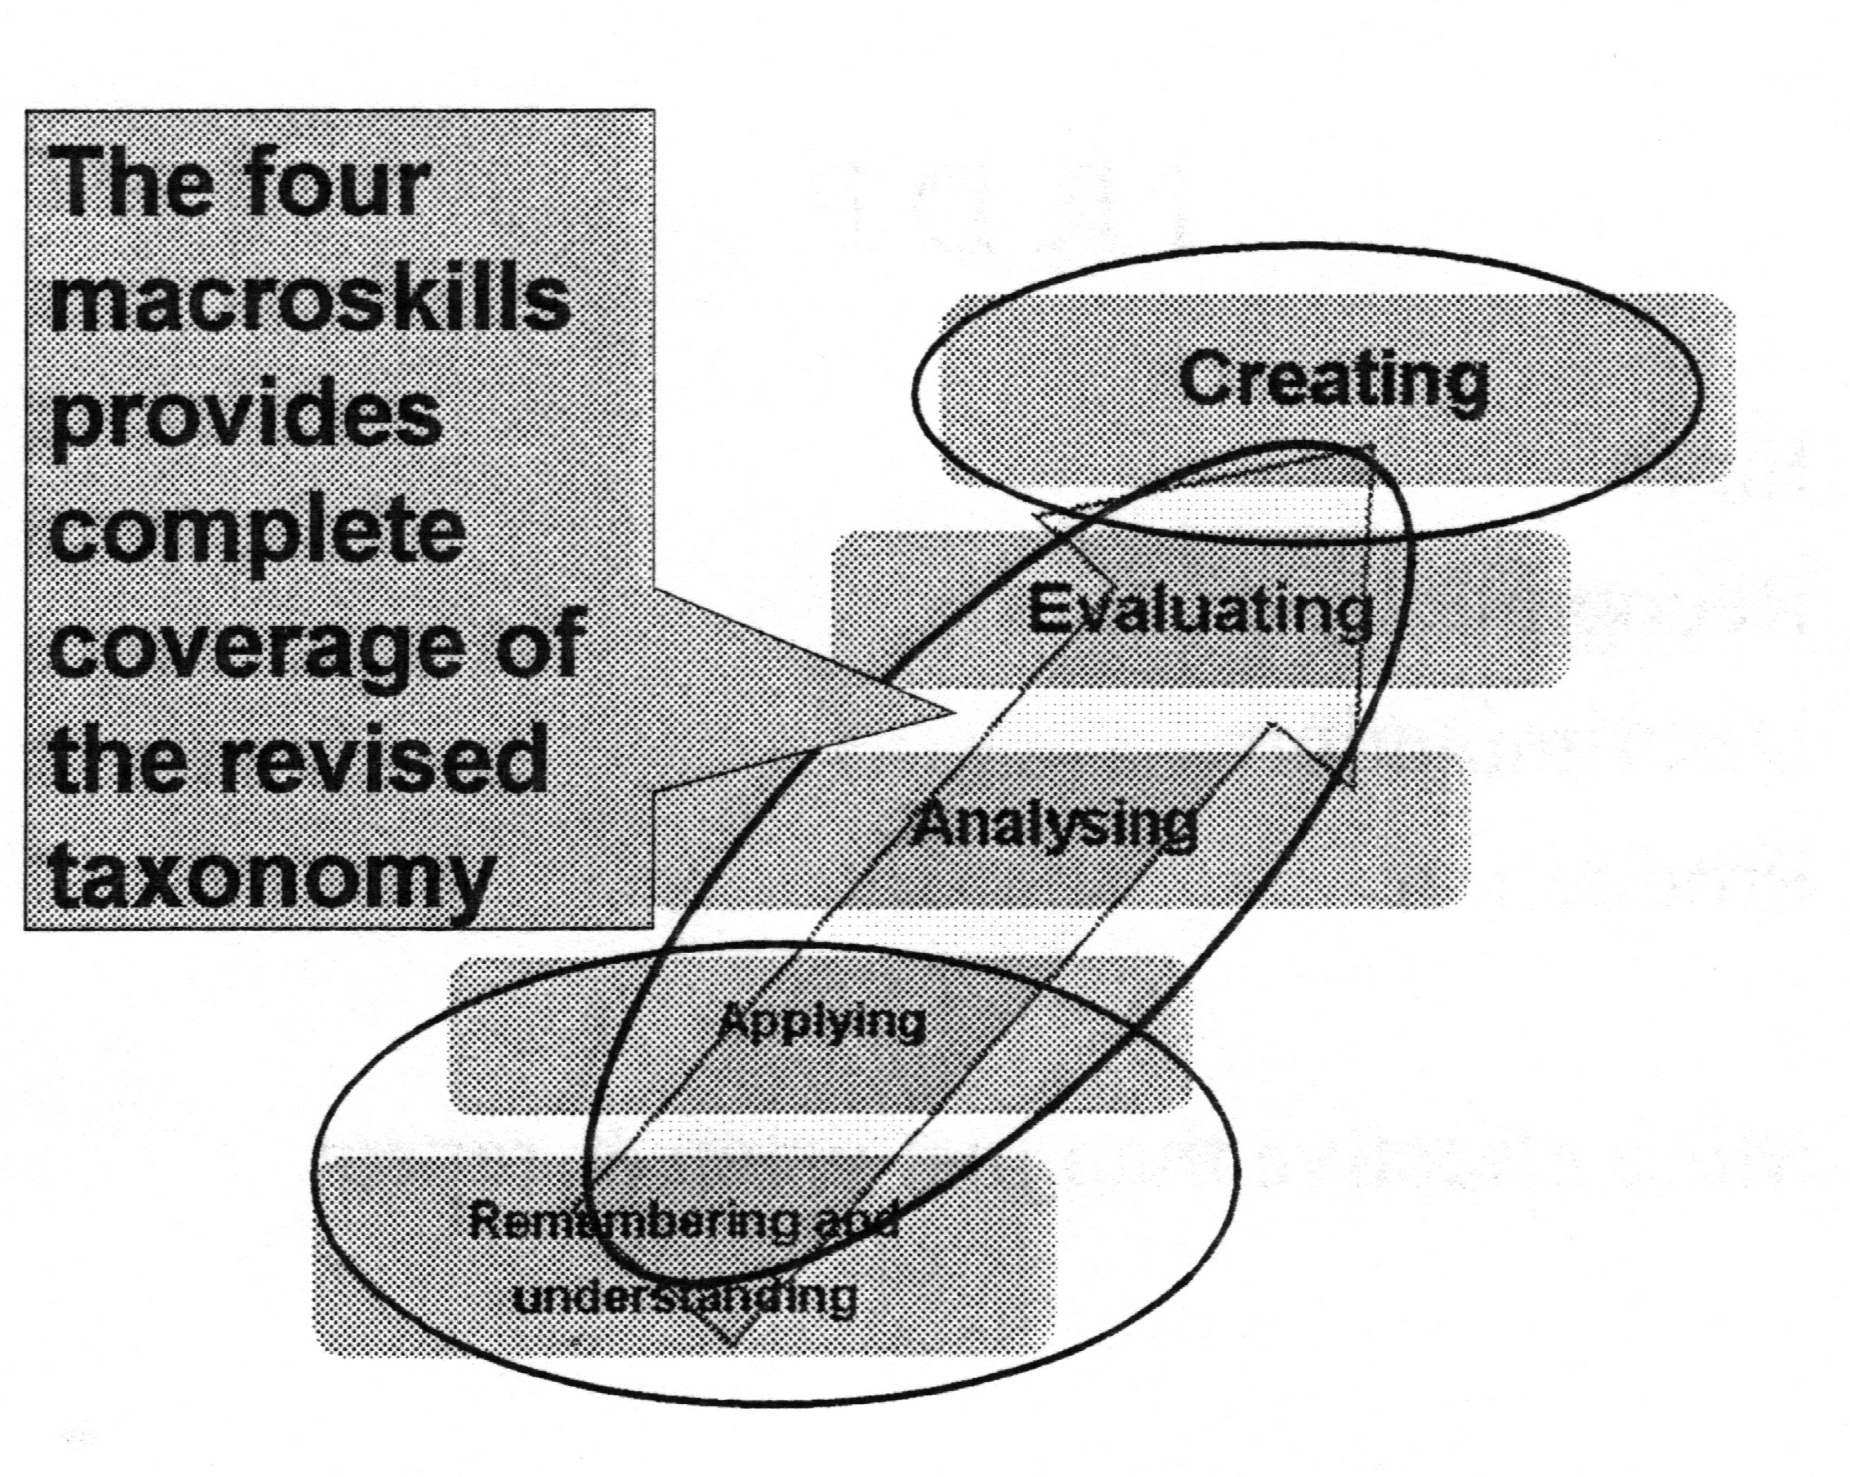 The four
macroskills
provides
complete
coverage of
the revised
taxonomy
Creating
Evaluating
Analysing
Applying
Remembering and
understanding